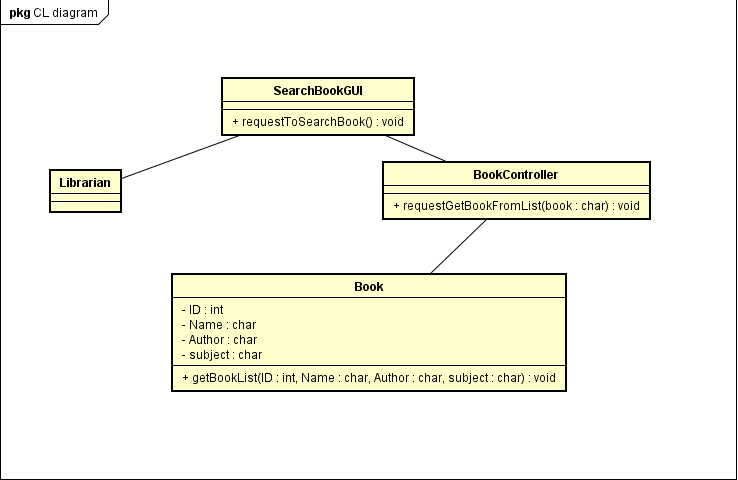 pkg CL diagram
SearchBookGUI
+ requestToSearchBook() : void
Librarian
BookController
+ requestGetBookFromList(book : char) : void
Book
- ID : int
- Name : char
- Author : char
- subject : char
+ getBookList(ID : int, Name : char, Author : char, subject : char) : void